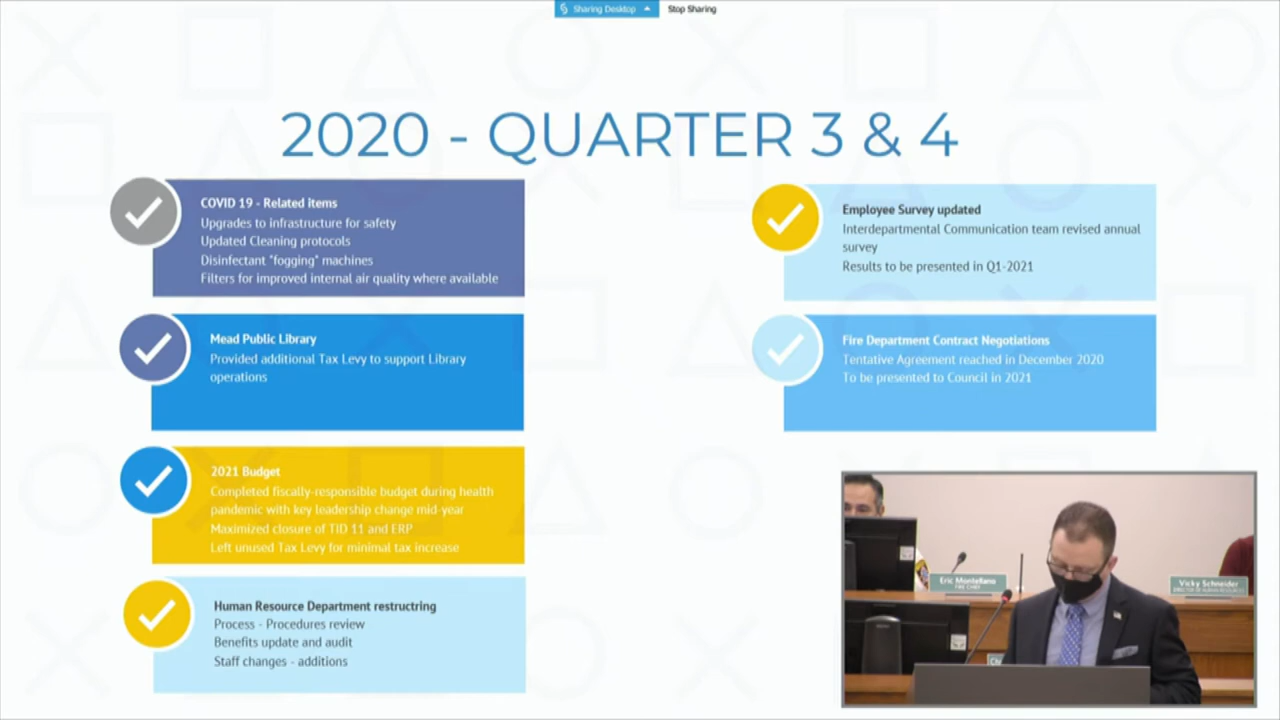 Sharing Desktop
Stop Sharing
2020 - QUARTER 3 & 4
COVID 19 - Related items
Upgrades to infrastructure for safety
Updated Cleaning protocols
Disinfectant "fogging" machines
Filters for improved internal air quality where available
Mead Public Library
Provided additional Tax Levy to support Library
operations
2021 Budget
Completed fiscally-responsible budget during health
pandemic with key leadership change mid-year
Maximized closure of TID 11 and ERP
Left unused Tax Levy for minimal tax increase
Human Resource Department restructring
Process - Procedures review
Benefits update and audit
Staff changes - additions
Employee Survey updated
Interdepartmental Communication team revised annual
survey
Results to be presented in Q1-2021
Fire Department Contract Negotiations
Tentative Agreement reached in December 2020
To be presented to Council in 2021
Eric Montellano
FIRE CHIEF
Vicky Schneider
DIRECTOR OF HUMAN RESOURCES